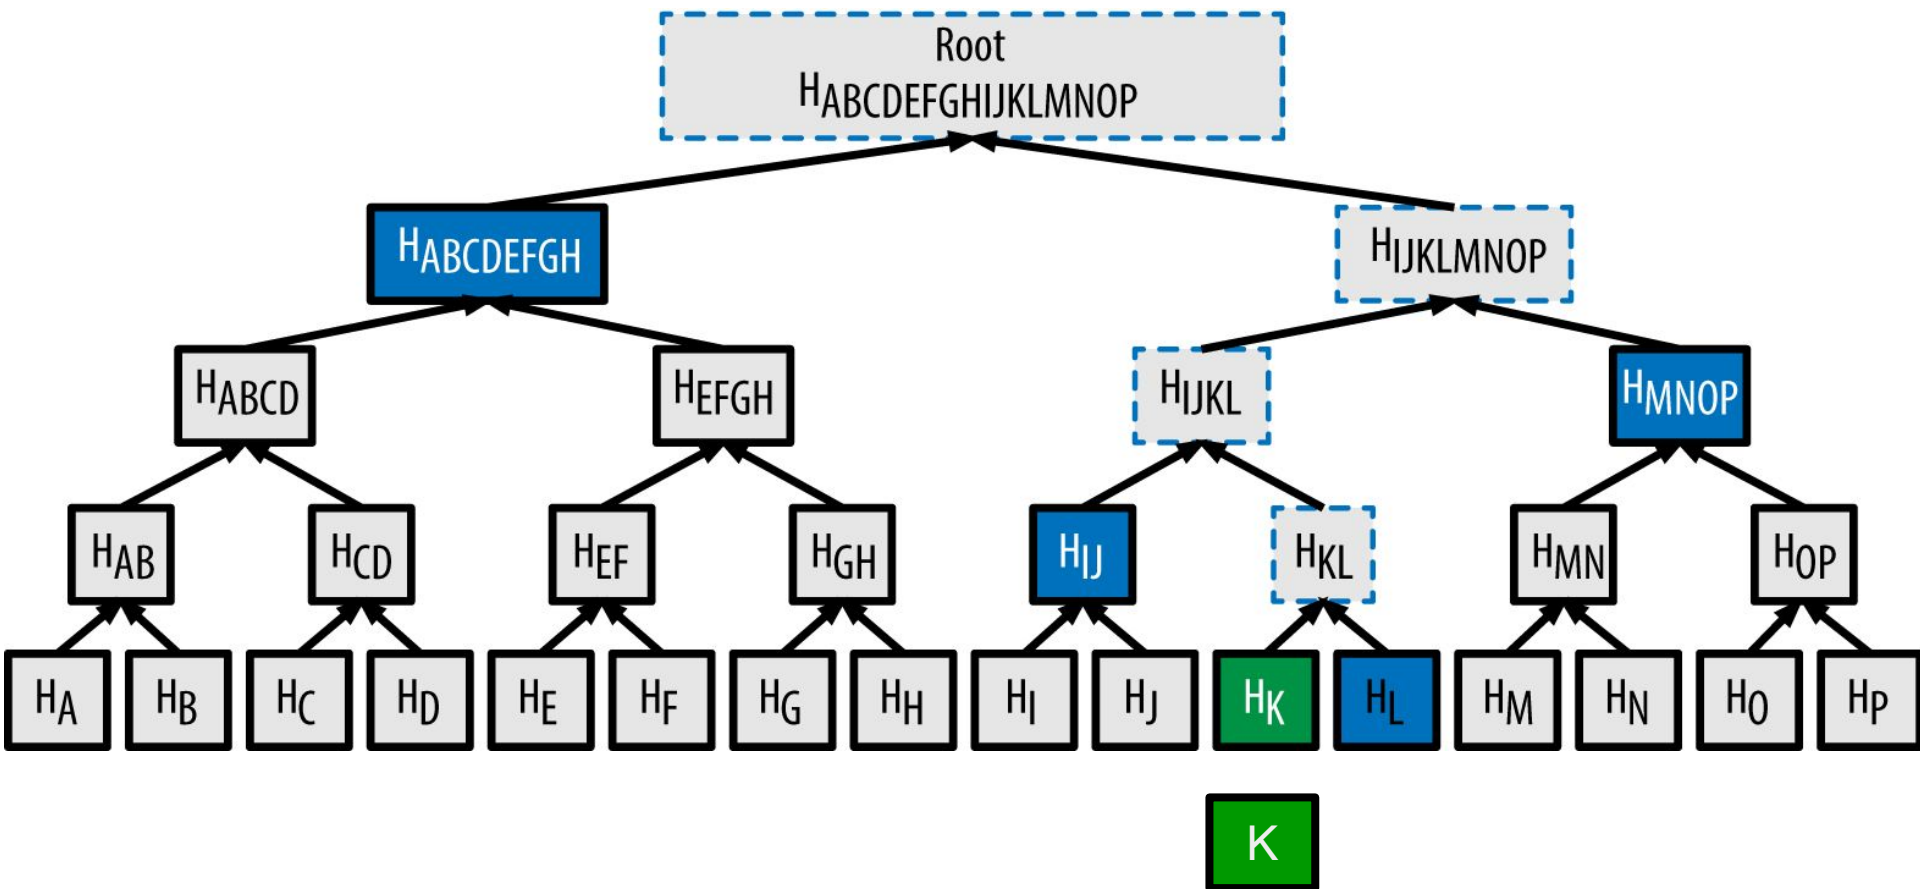 Root
HABCDEFGHIJKLMNOP
HABCDEFGH
HIJKLMNOP
HABCD
HEFGH
HIJKL
HMNOP
HAB
HCD
HEF
HGH
HIJ
HKL
HMN
HOP
HA
HB
HC
HD
HE
HF
HG
HH
HI
HJ
HK
HL
HM
HN
HO
HP
K